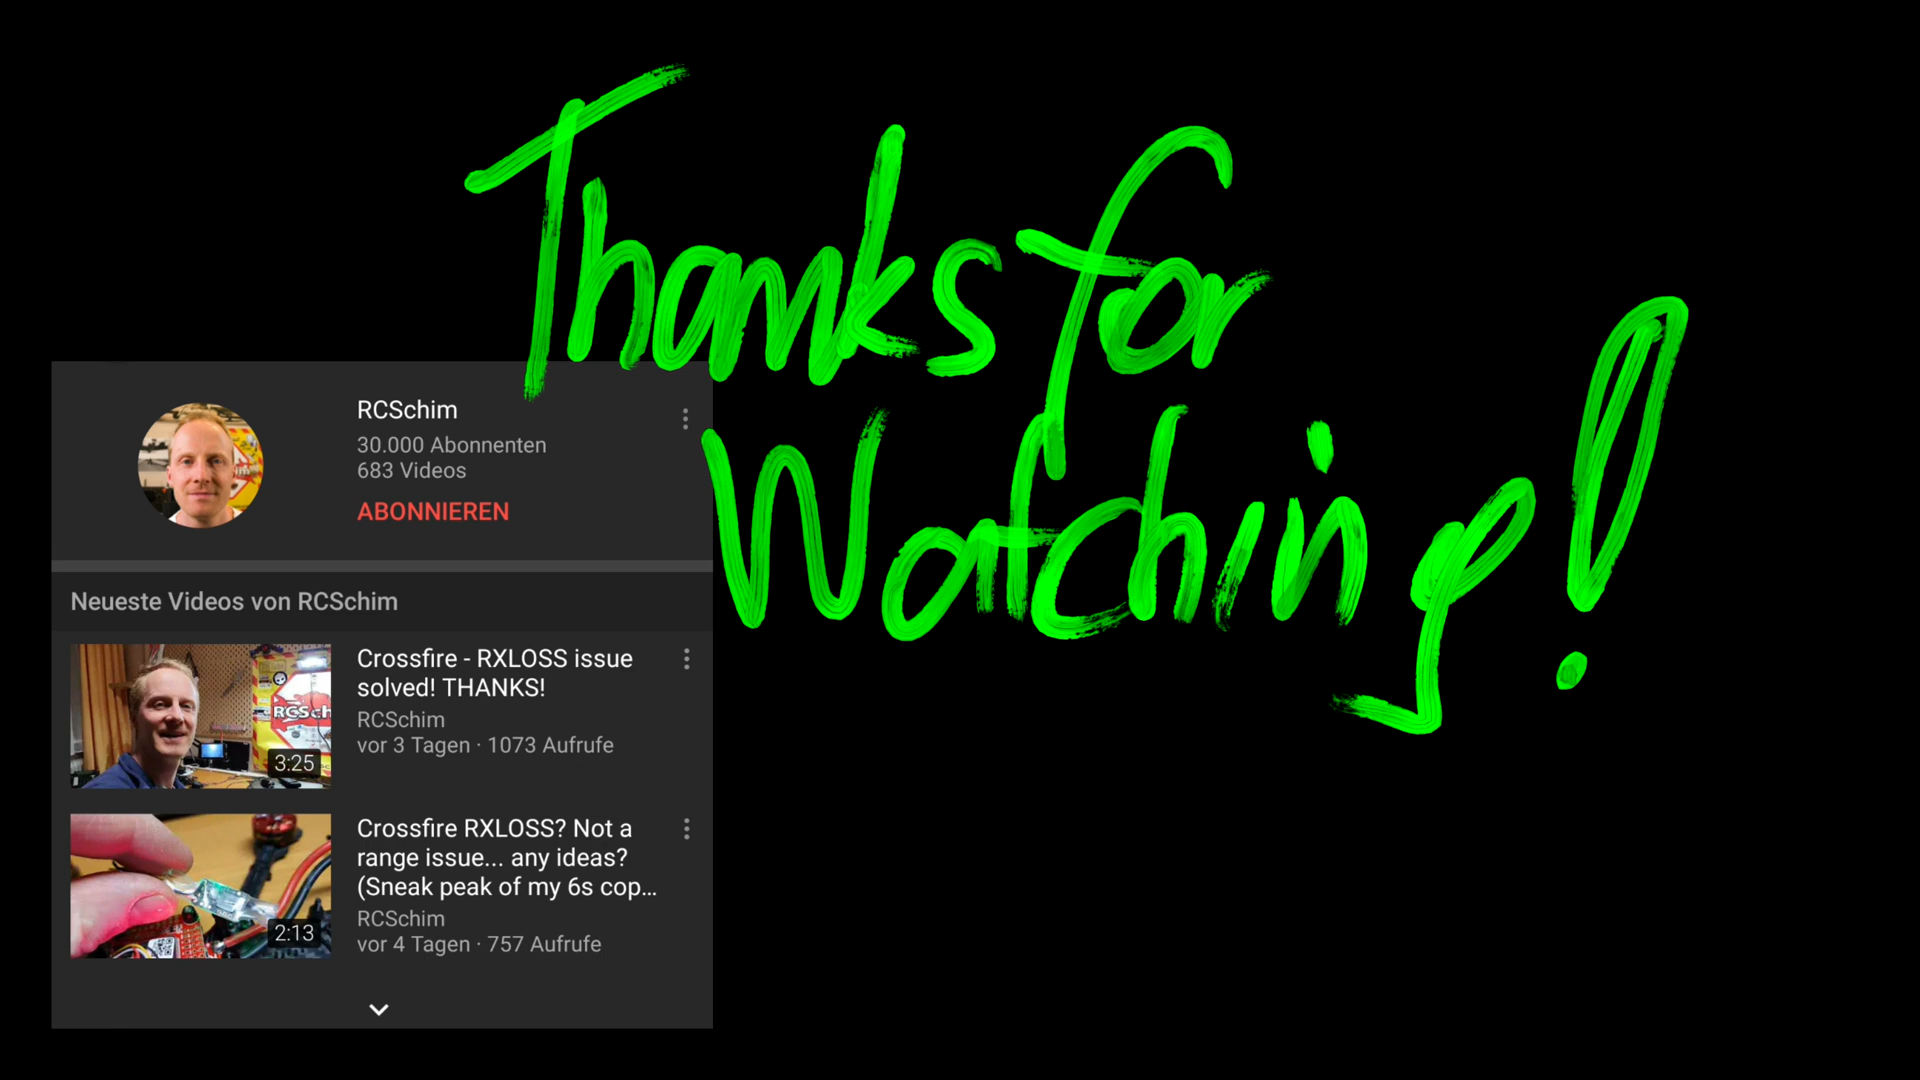 Thanks for
Watching!
RCSchim
30.000 Abonnenten
683 Videos
ABONNIEREN
Neueste Videos von RCSchim
RCSch
3:25
Crossfire - RXLOSS issue
solved! THANKS!
RCSchim
vor 3 Tagen · 1073 Aufrufe
2:13
Crossfire RXLOSS? Not a
range issue... any ideas?
(Sneak peak of my 6s cop...
RCSchim
vor 4 Tagen · 757 Aufrufe